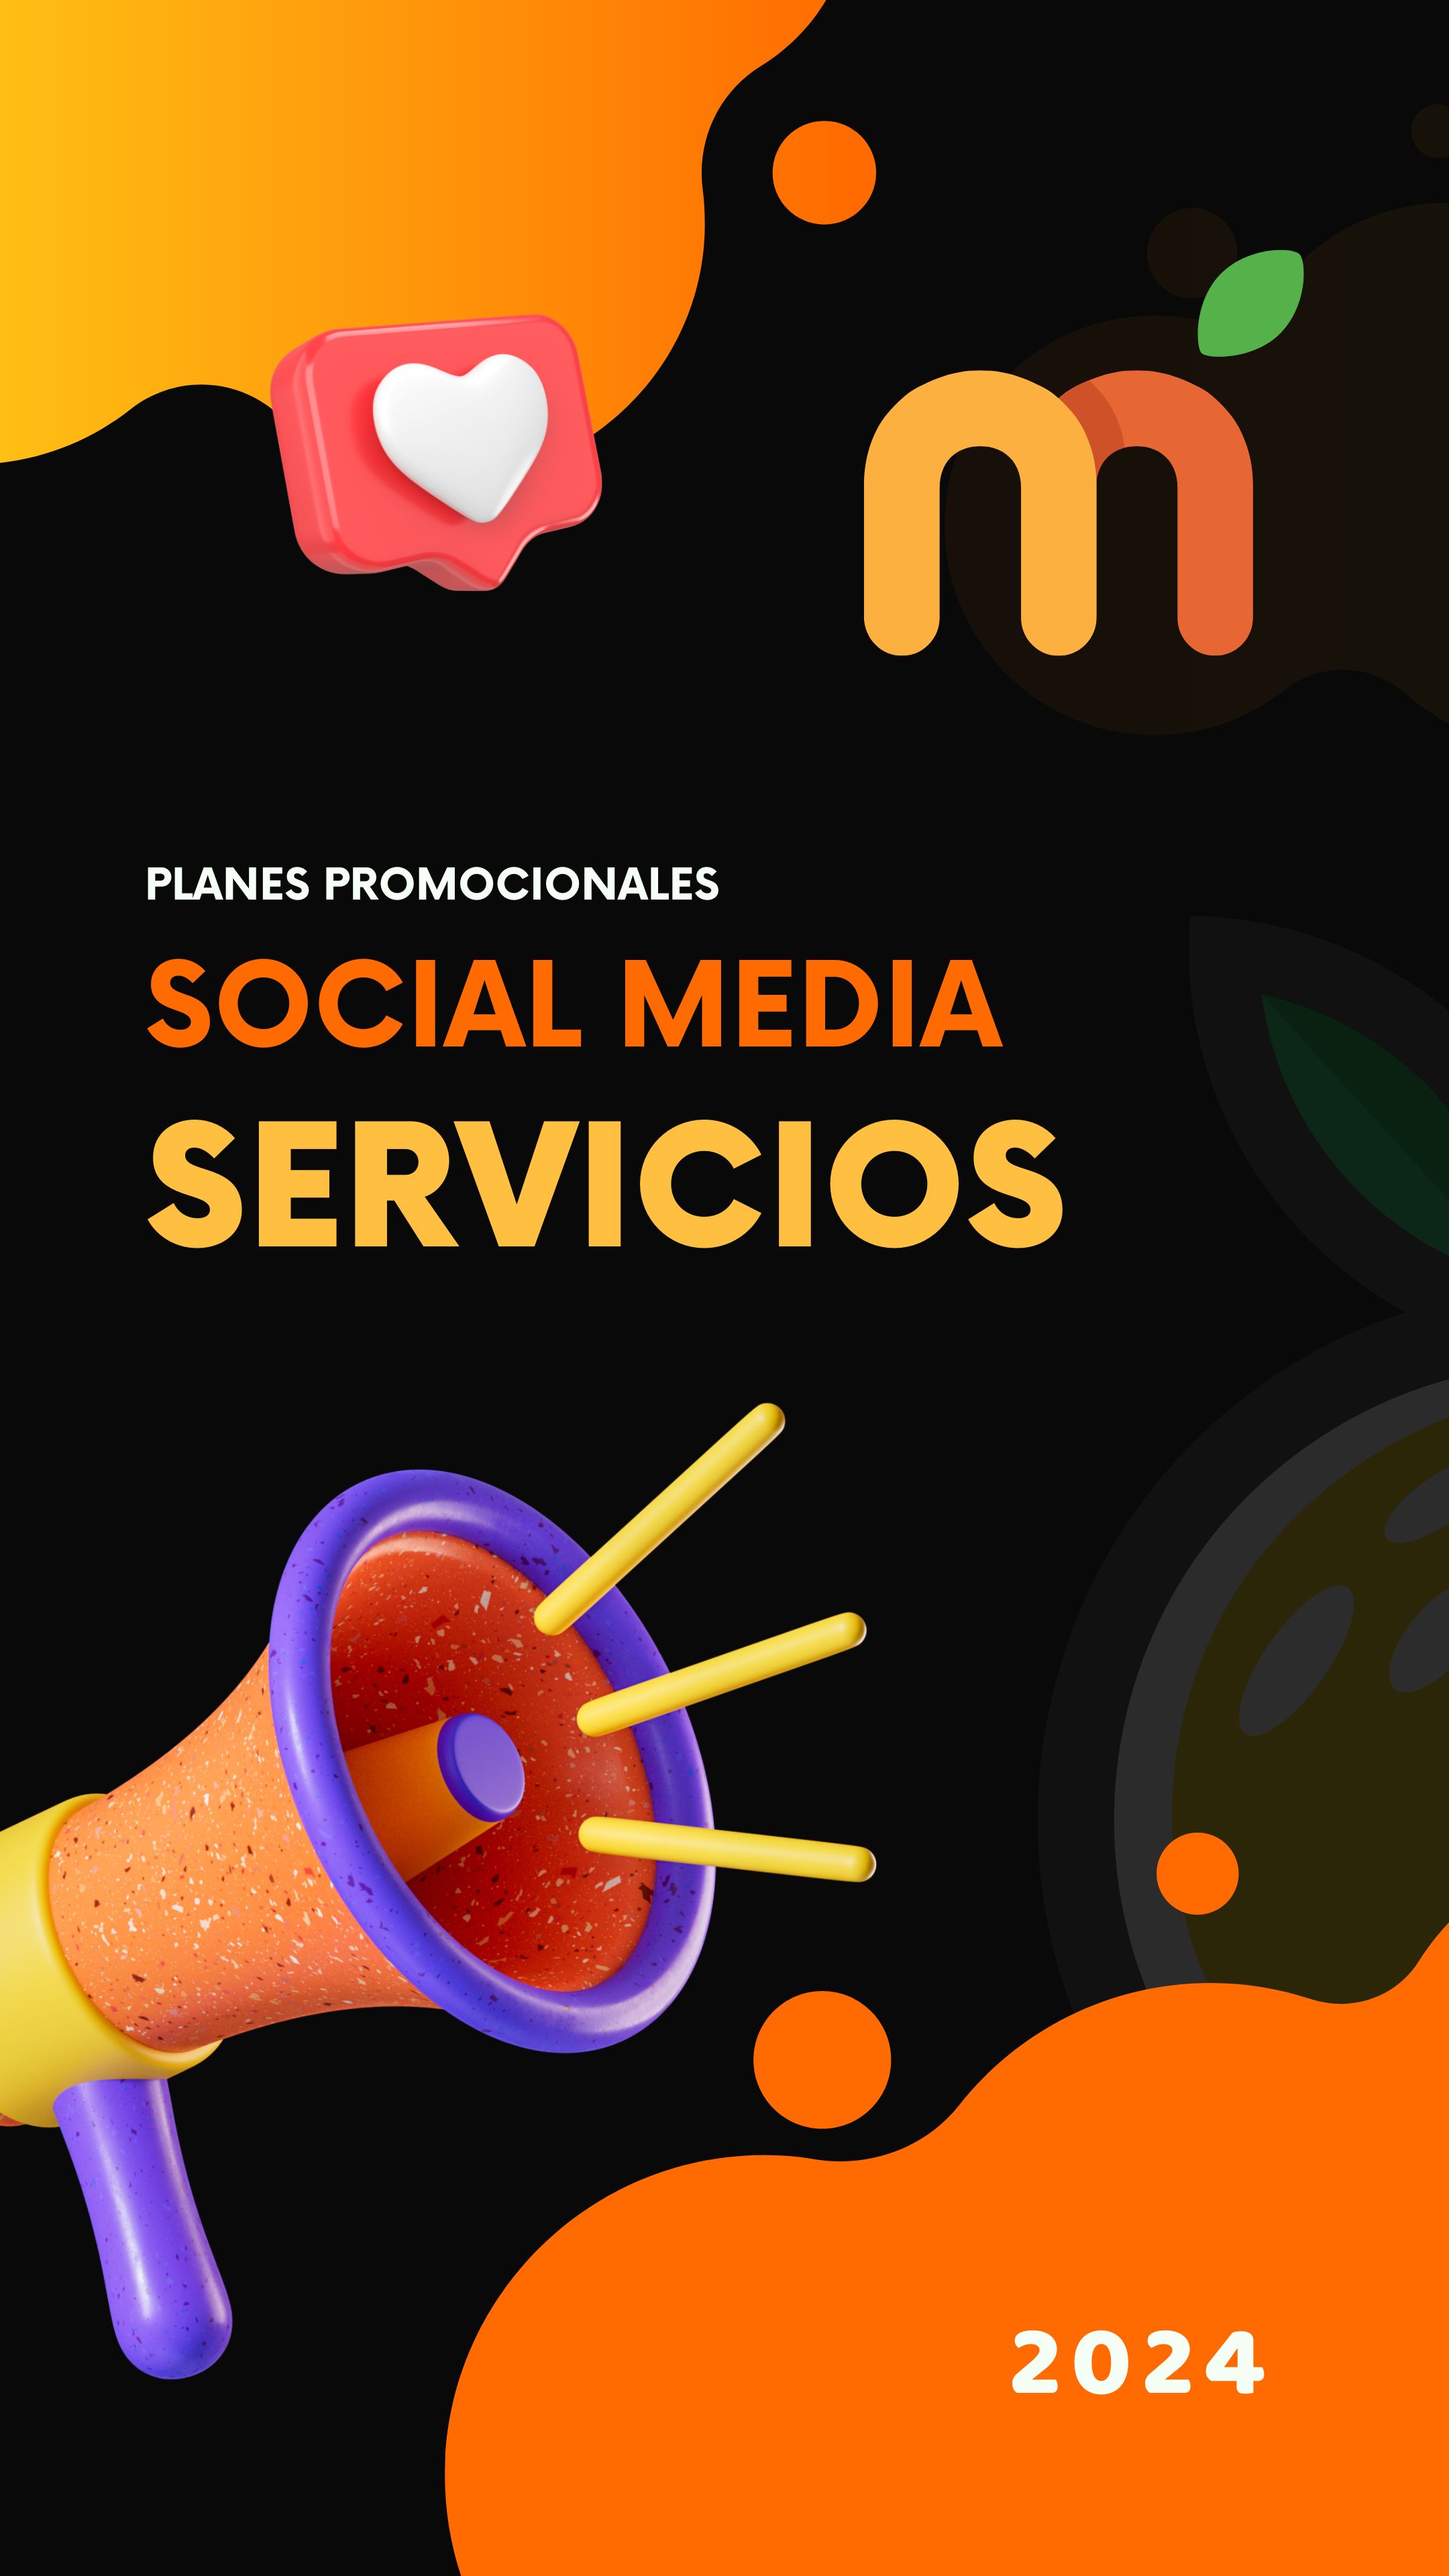 m
PLANES PROMOCIONALES
SOCIAL MEDIA
SERVICIOS
2024